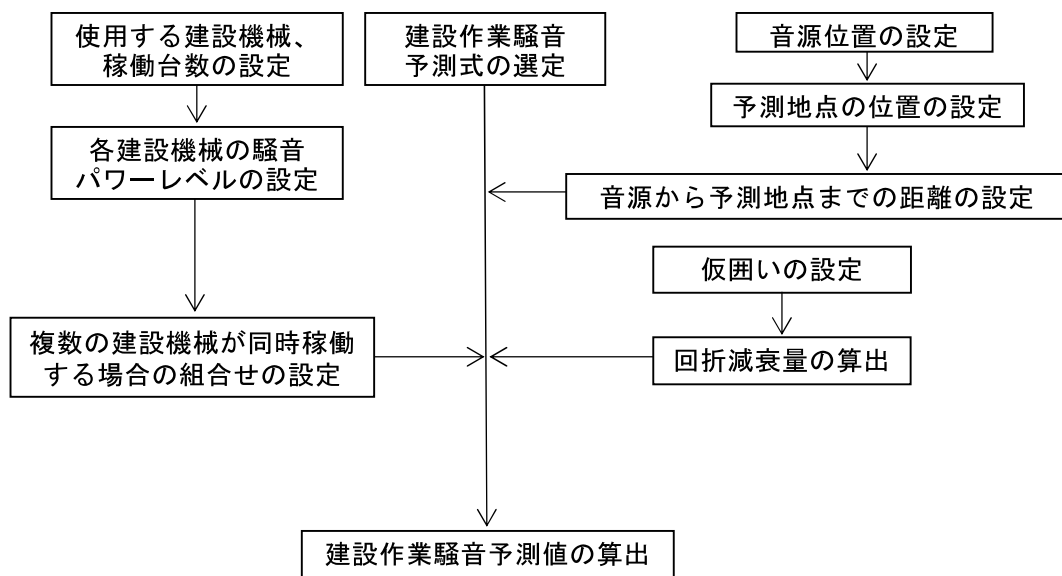 使用する建設機械、
稼働台数の設定
建設作業騒音
予測式の選定
音源位置の設定
予測地点の位置の設定
各建設機械の騒音
パワーレベルの設定
音源から予測地点までの距離の設定
仮囲いの設定
複数の建設機械が同時稼働
する場合の組合せの設定
回折減衰量の算出
建設作業騒音予測値の算出